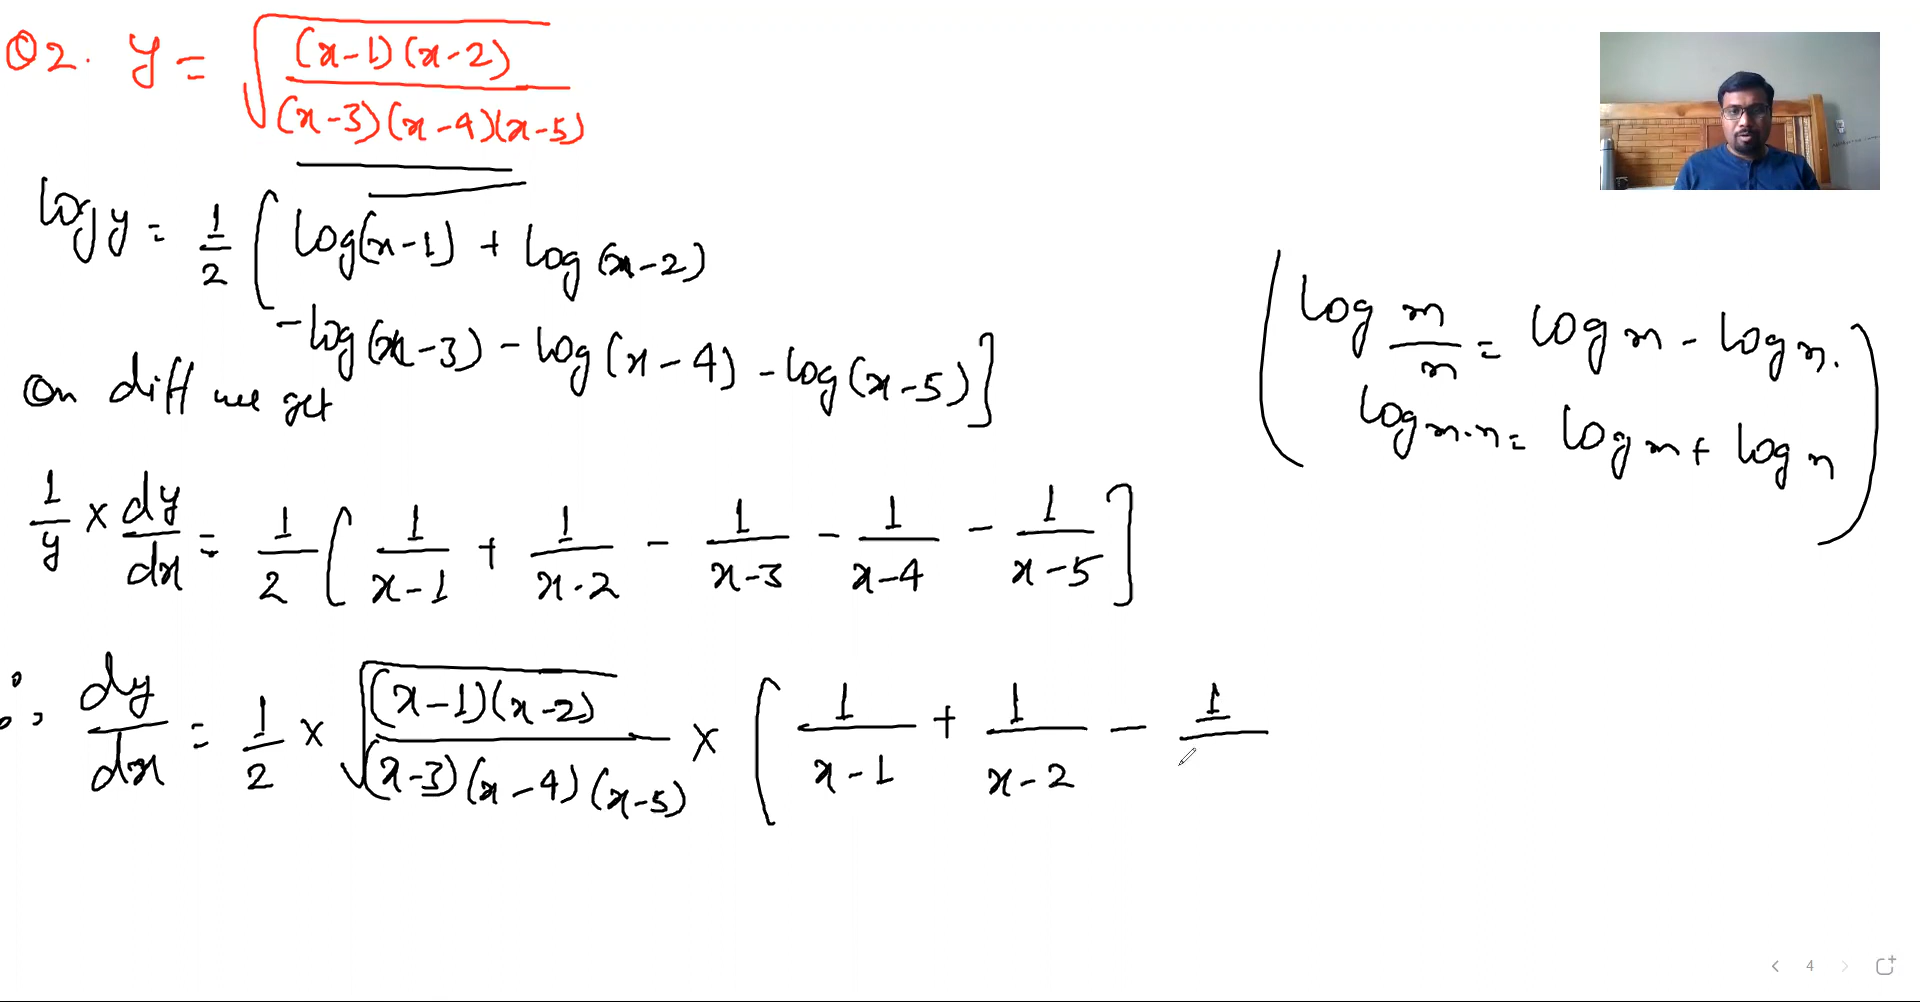 Q2. y = √((x-1)(x-2) / (x-3)(x-4)(x-5))
log y = 1/2 [ log(x-1) + log(x-2)
- log(x-3) - log(x-4) - log(x-5) ]
On diff we get
1/y × dy/dx = 1/2 [ 1/(x-1) + 1/(x-2) - 1/(x-3) - 1/(x-4) - 1/(x-5) ]
∴ dy/dx = 1/2 × √((x-1)(x-2) / (x-3)(x-4)(x-5)) × [ 1/(x-1) + 1/(x-2) - 1/
( log m/n = log m - log n.
log m.n = log m + log n )
4